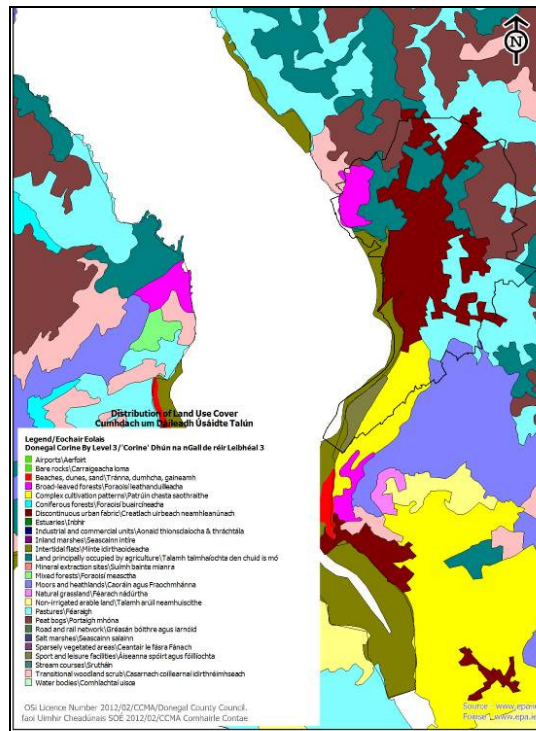 N
Distribution of Land Use Cover
Cumhdach um Dáileadh Úsáidte Talún
Legend/Eochair Eolais
Donegal Corine By Level 3/'Corine' Dhún na nGall de réir Leibhéal 3
Airports\Aerfoirt
Bare rocks\Carraigeacha loma
Beaches, dunes, sand\Tránna, dumhcha, gaineamh
Broad-leaved forests\Foraoisí leathanduilleacha
Complex cultivation patterns\Patrúin chasta saothraithe
Coniferous forests\Foraoisí buaircíneacha
Discontinuous urban fabric\Creatlach uirbeach neamhleanúnach
Estuaries\Inbhir
Industrial and commercial units\Aonaid thionsclaíocha & thráchtála
Inland marshes\Seascainn intíre
Intertidal flats\Méinte idirthaoideacha
Land principally occupied by agriculture\Talamh talmhaíochta den chuid is mó
Mineral extraction sites\Suímh bainte mianra
Mixed forests\Foraoisí measctha
Moors and heathlands\Caoráin agus Fraochmhánna
Natural grassland\Féarach nádúrtha
Non-irrigated arable land\Talamh arúil neamhuiscithe
Pastures\Féaraigh
Peat bogs\Portaigh mhóna
Road and rail network\Gréasán bóithre agus iarnóid
Salt marshes\Seascainn salainn
Sparsely vegetated areas\Ceantair le fásra Fánach
Sport and leisure facilities\Áiseanna spóirt agus fóillíochta
Stream courses\Sruthán
Transitional woodland scrub\Casarnach coillearnaí idirthréimhseach
Water bodies\Comhlachtaí uisce
OSi Licence Number 2012/02/CCMA/Donegal County Council.
faoi Uimhir Cheadúnais SOÉ 2012/02/CCMA Comhairle Contae
Source www.epa.ie
Foinse www.epa.ie